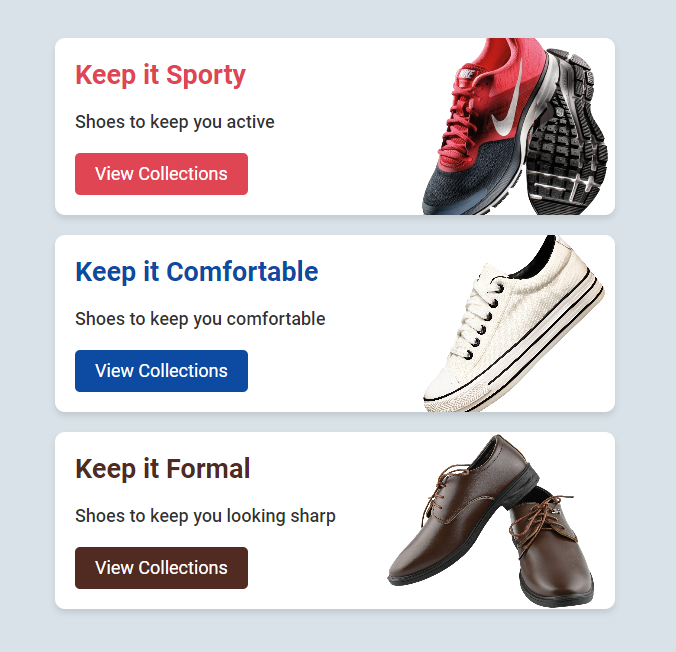 Keep it Sporty
Shoes to keep you active
View Collections
NIKE
Keep it Comfortable
Shoes to keep you comfortable
View Collections
Keep it Formal
Shoes to keep you looking sharp
View Collections